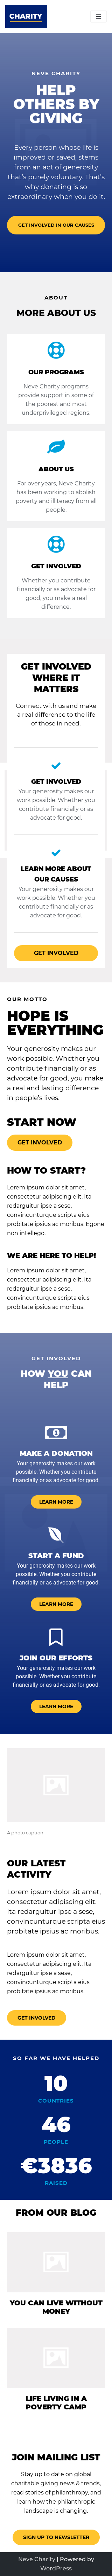 CHARITY
NEVE CHARITY
HELP
OTHERS BY
GIVING
Every person whose life is
improved or saved, stems
from an act of generosity
that's purely voluntary. That's
why donating is so
extraordinary when you do it.
GET INVOLVED IN OUR CAUSES
ABOUT
MORE ABOUT US
OUR PROGRAMS
Neve Charity programs
provide support in some of
the poorest and most
underprivileged regions.
ABOUT US
For over years, Neve Charity
has been working to abolish
poverty and illiteracy from all
people.
GET INVOLVED
Whether you contribute
financially or as advocate for
good, you make a real
difference.
GET INVOLVED
WHERE IT
MATTERS
Connect with us and make
a real difference to the life
of those in need.
GET INVOLVED
Your generosity makes our
work possible. Whether you
contribute financially or as
advocate for good.
LEARN MORE ABOUT
OUR CAUSES
Your generosity makes our
work possible. Whether you
contribute financially or as
advocate for good.
GET INVOLVED
OUR MOTTO
HOPE IS
EVERYTHING
Your generosity makes our
work possible. Whether you
contribute financially or as
advocate for good, you make
a real and lasting difference
in people's lives.
START NOW
GET INVOLVED
HOW TO START?
Lorem ipsum dolor sit amet,
consectetur adipiscing elit. Ita
redarguitur ipse a sese,
convincunturque scripta eius
probitate ipsius ac moribus. Egone
non intellego.
WE ARE HERE TO HELP!
Lorem ipsum dolor sit amet,
consectetur adipiscing elit. Ita
redarguitur ipse a sese,
convincunturque scripta eius
probitate ipsius ac moribus.
GET INVOLVED
HOW YOU CAN
HELP
MAKE A DONATION
Your generosity makes our work
possible. Whether you contribute
financially or as advocate for good.
LEARN MORE
START A FUND
Your generosity makes our work
possible. Whether you contribute
financially or as advocate for good.
LEARN MORE
JOIN OUR EFFORTS
Your generosity makes our work
possible. Whether you contribute
financially or as advocate for good.
LEARN MORE
A photo caption
OUR LATEST
ACTIVITY
Lorem ipsum dolor sit amet,
consectetur adipiscing elit.
Ita redarguitur ipse a sese,
convincunturque scripta eius
probitate ipsius ac moribus.
Lorem ipsum dolor sit amet,
consectetur adipiscing elit. Ita
redarguitur ipse a sese,
convincunturque scripta eius
probitate ipsius ac moribus.
GET INVOLVED
SO FAR WE HAVE HELPED
10
COUNTRIES
46
PEOPLE
€3836
RAISED
FROM OUR BLOG
YOU CAN LIVE WITHOUT
MONEY
LIFE LIVING IN A
POVERTY CAMP
JOIN MAILING LIST
Stay up to date on global
charitable giving news & trends,
read stories of philanthropy, and
learn how the philanthropic
landscape is changing.
SIGN UP TO NEWSLETTER
Neve Charity | Powered by
WordPress